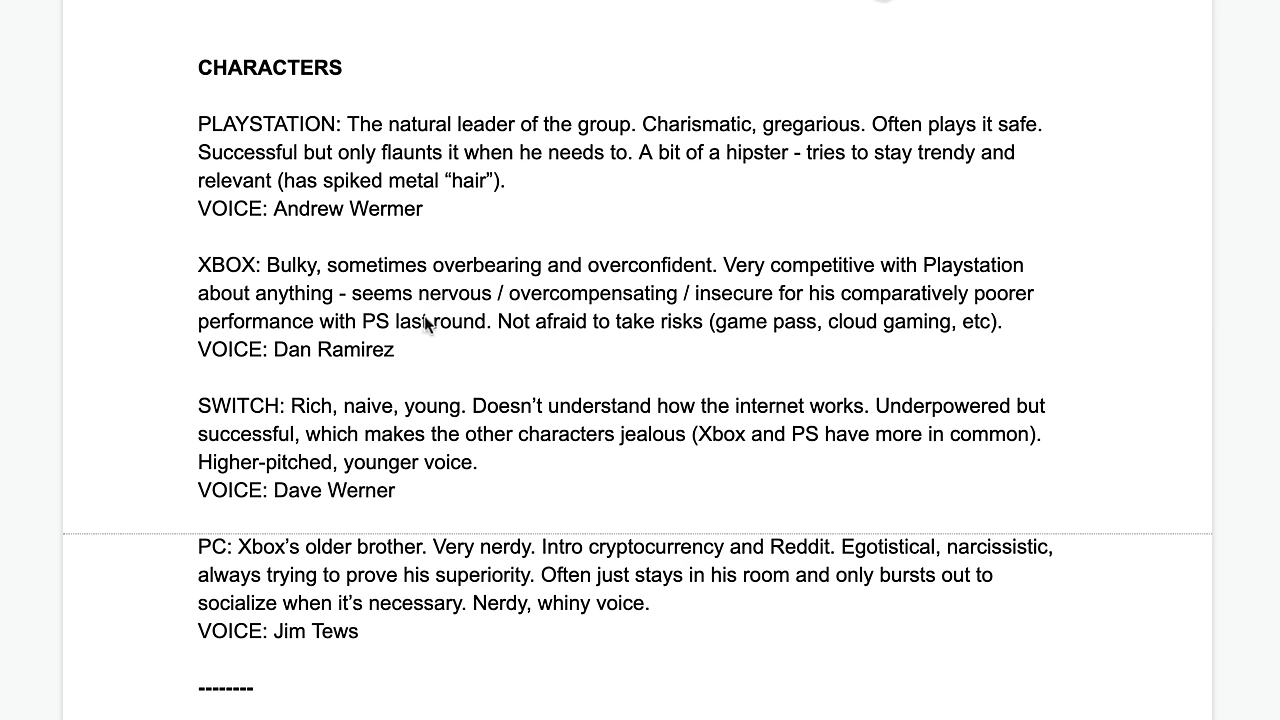 CHARACTERS
PLAYSTATION: The natural leader of the group. Charismatic, gregarious. Often plays it safe.
Successful but only flaunts it when he needs to. A bit of a hipster - tries to stay trendy and
relevant (has spiked metal “hair”).
VOICE: Andrew Wermer
XBOX: Bulky, sometimes overbearing and overconfident. Very competitive with Playstation
about anything - seems nervous / overcompensating / insecure for his comparatively poorer
performance with PS last round. Not afraid to take risks (game pass, cloud gaming, etc).
VOICE: Dan Ramirez
SWITCH: Rich, naive, young. Doesn’t understand how the internet works. Underpowered but
successful, which makes the other characters jealous (Xbox and PS have more in common).
Higher-pitched, younger voice.
VOICE: Dave Werner
PC: Xbox’s older brother. Very nerdy. Intro cryptocurrency and Reddit. Egotistical, narcissistic,
always trying to prove his superiority. Often just stays in his room and only bursts out to
socialize when it’s necessary. Nerdy, whiny voice.
VOICE: Jim Tews
--------